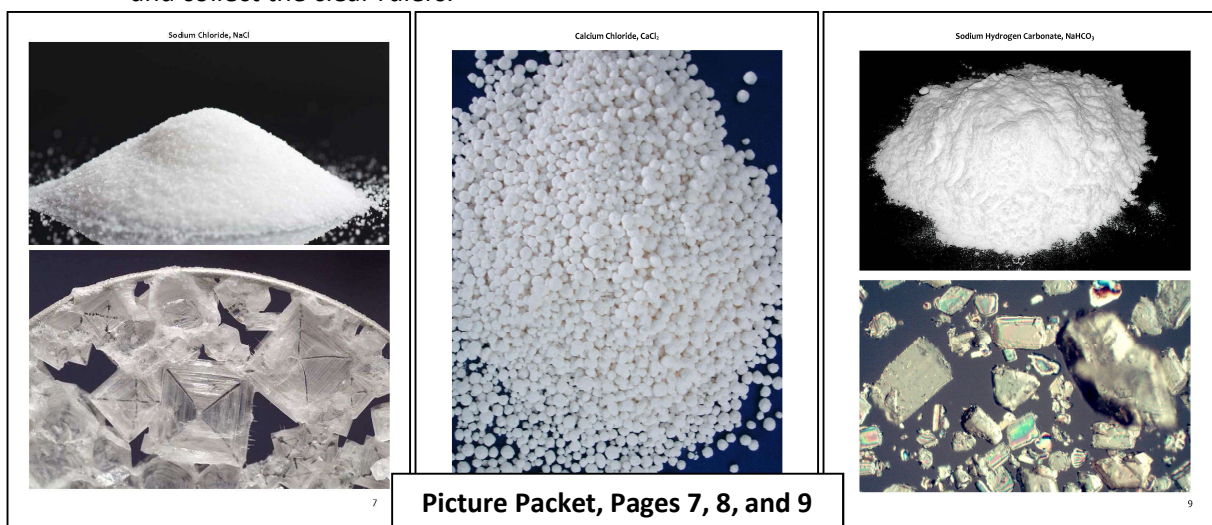 and collect the clear rulers.
Sodium Chloride, NaCl
7
Calcium Chloride, CaCl₂
Sodium Hydrogen Carbonate, NaHCO₃
9
Picture Packet, Pages 7, 8, and 9